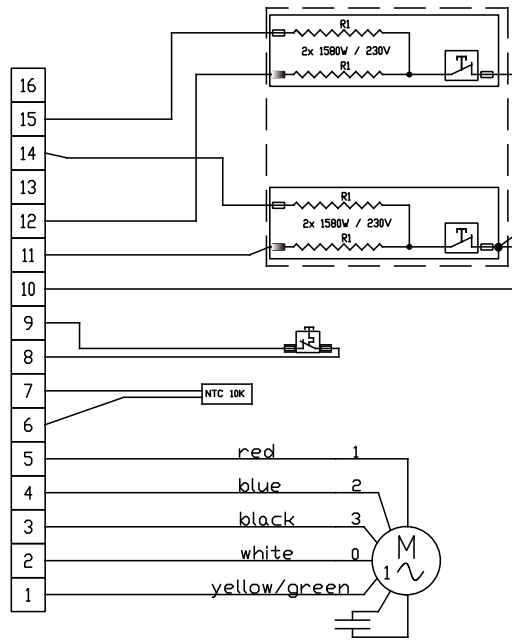 R1
2x 1580W / 230V
R1
16
15
14
13
12
11
10
9
8
7
6
5
4
3
2
1
R1
2x 1580W / 230V
R1
NTC 10K
red 1
blue 2
black 3
white 0
yellow/green
M
1